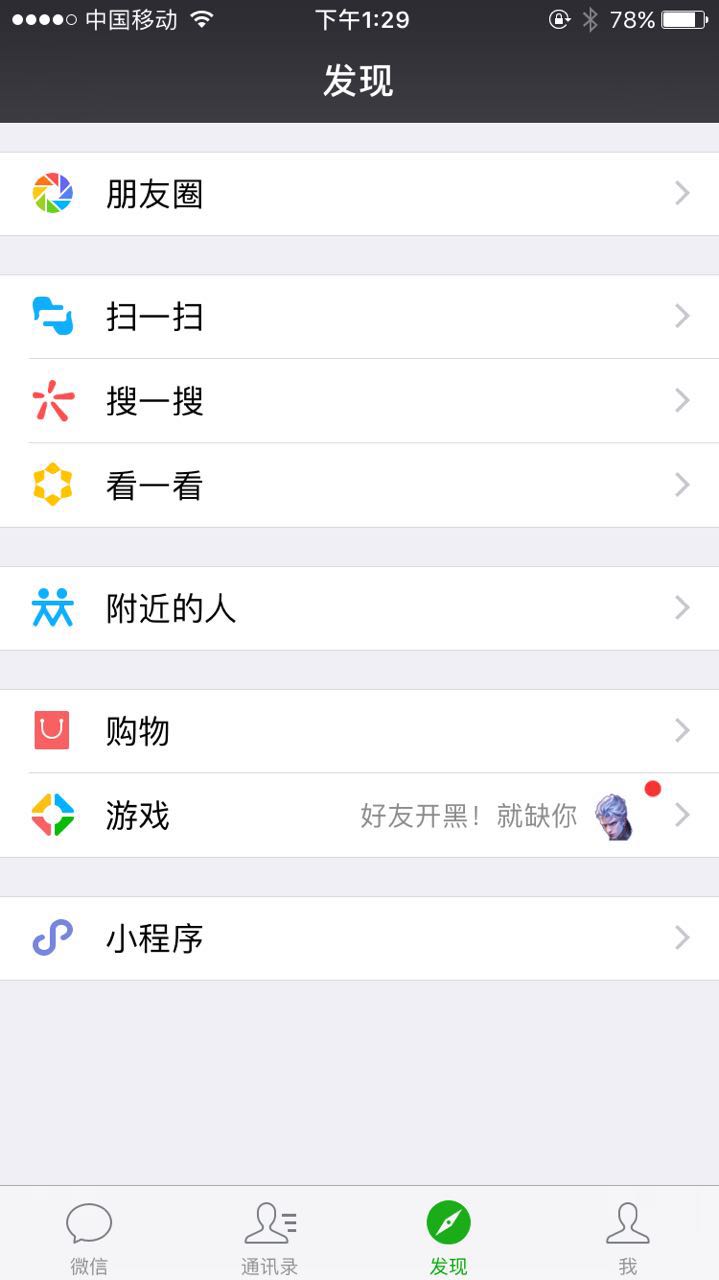 中国移动 下午1:29 78%
发现
朋友圈
扫一扫
搜一搜
看一看
附近的人
购物
游戏 好友开黑！就缺你
小程序
微信 通讯录 发现 我